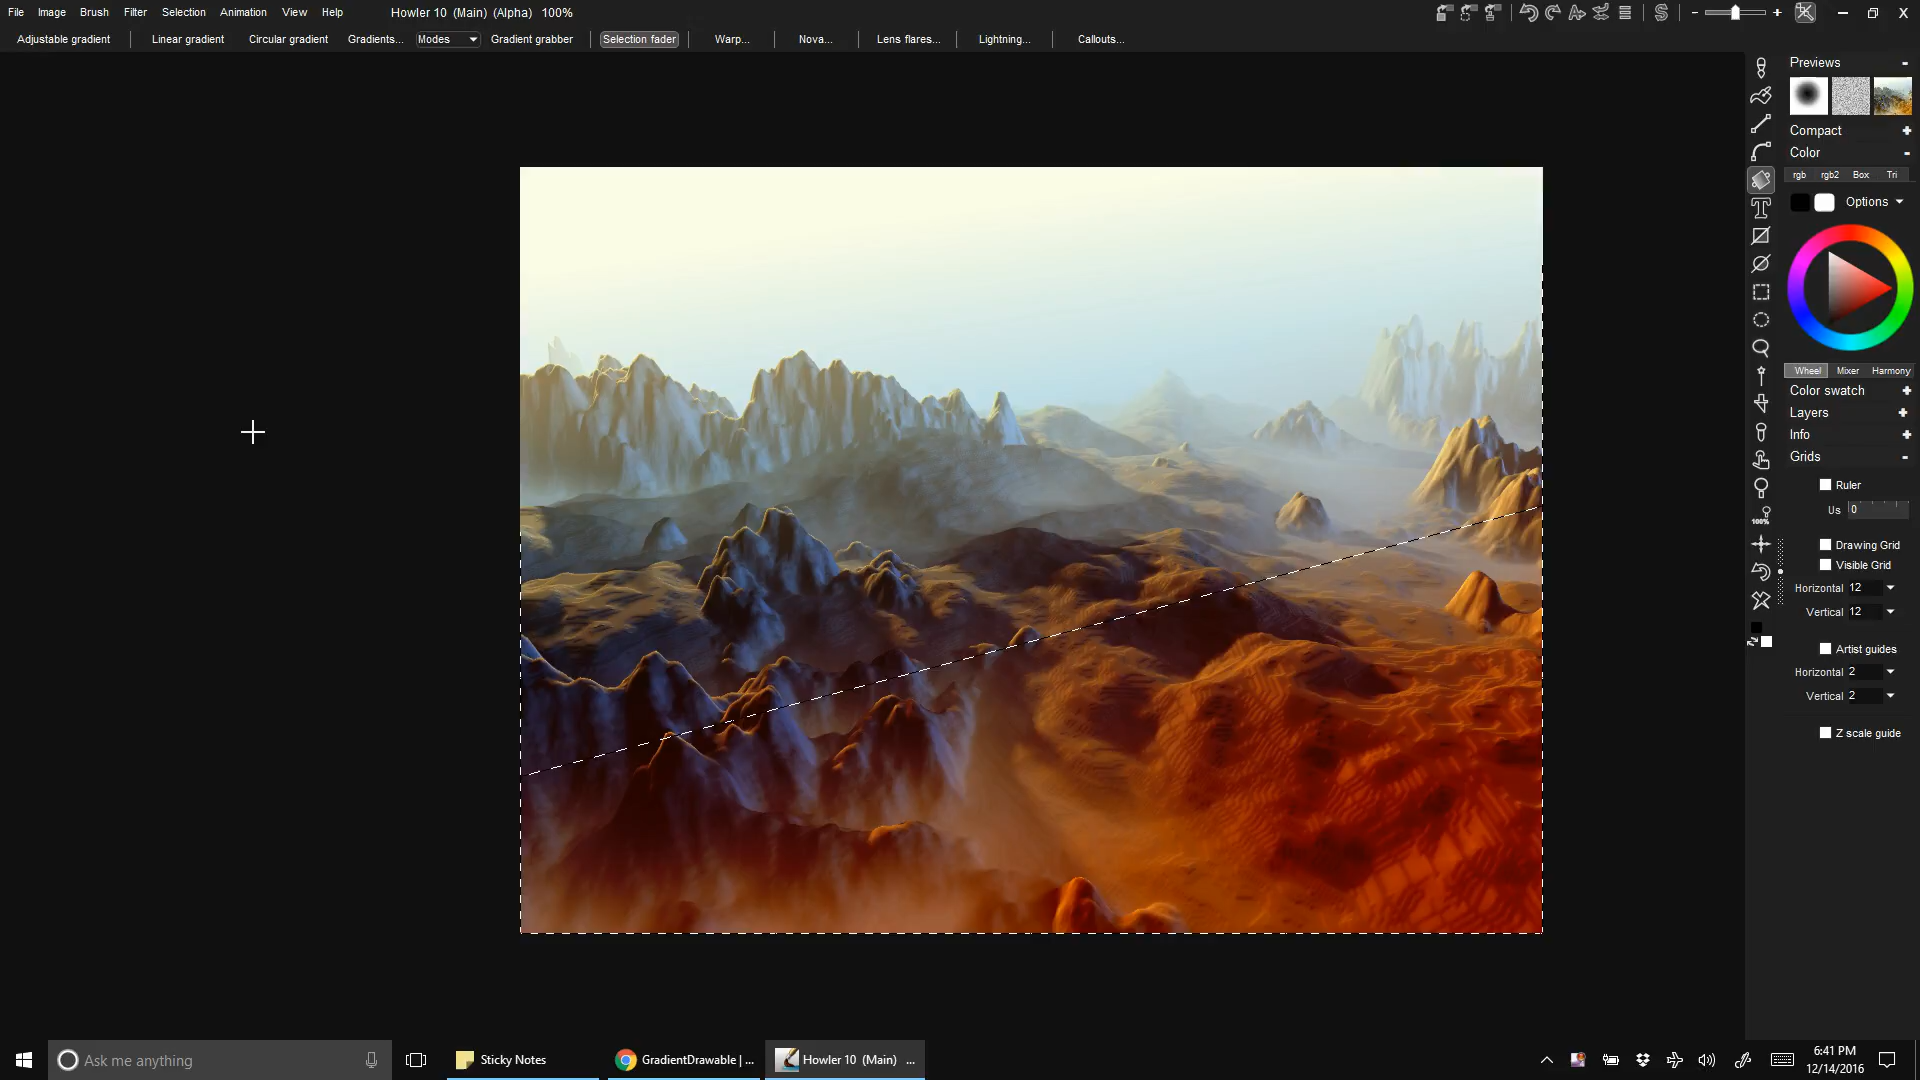 File Image Brush Filter Selection Animation View Help Howler 10 (Main) (Alpha) 100%
Adjustable gradient Linear gradient Circular gradient Gradients... Modes Gradient grabber Selection fader Warp... Nova... Lens flares... Lightning... Callouts...
Previews
Compact
Color
rgb rgb2 Box Tri
Options
Wheel Mixer Harmony
Color swatch
Layers
Info
Grids
Ruler
Us 0
100%
Drawing Grid
Visible Grid
Horizontal 12
Vertical 12
Artist guides
Horizontal 2
Vertical 2
Z scale guide
Ask me anything Sticky Notes GradientDrawable | ... Howler 10 (Main) ...
6:41 PM
12/14/2016